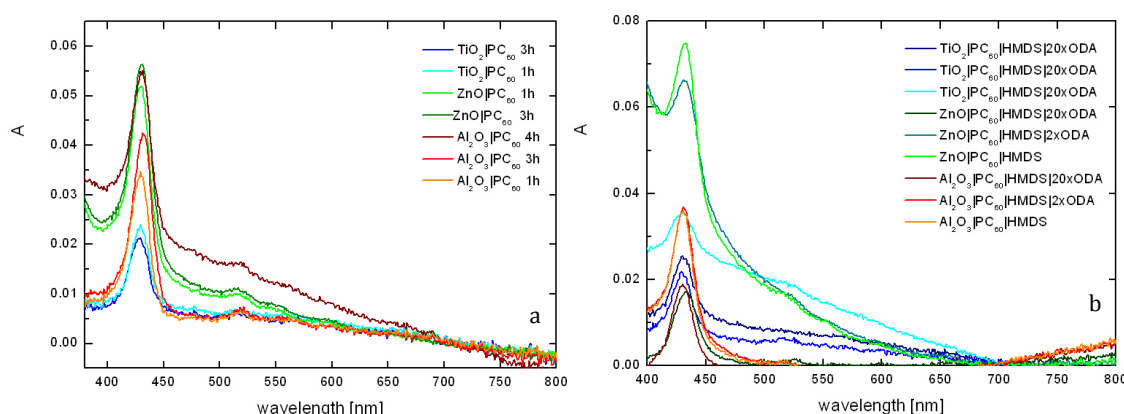 0.06
0.05
0.04
0.03
0.02
0.01
0.00
A
TiO₂|PC₆₀ 3h
TiO₂|PC₆₀ 1h
ZnO|PC₆₀ 1h
ZnO|PC₆₀ 3h
Al₂O₃|PC₆₀ 4h
Al₂O₃|PC₆₀ 3h
Al₂O₃|PC₆₀ 1h
a
400 450 500 550 600 650 700 750 800
wavelength [nm]
0.08
0.06
0.04
0.02
0.00
A
TiO₂|PC₆₀|HMDS|20xODA
TiO₂|PC₆₀|HMDS|20xODA
TiO₂|PC₆₀|HMDS|20xODA
ZnO|PC₆₀|HMDS|20xODA
ZnO|PC₆₀|HMDS|2xODA
ZnO|PC₆₀|HMDS
Al₂O₃|PC₆₀|HMDS|20xODA
Al₂O₃|PC₆₀|HMDS|2xODA
Al₂O₃|PC₆₀|HMDS
b
400 450 500 550 600 650 700 750 800
wavelength [nm]